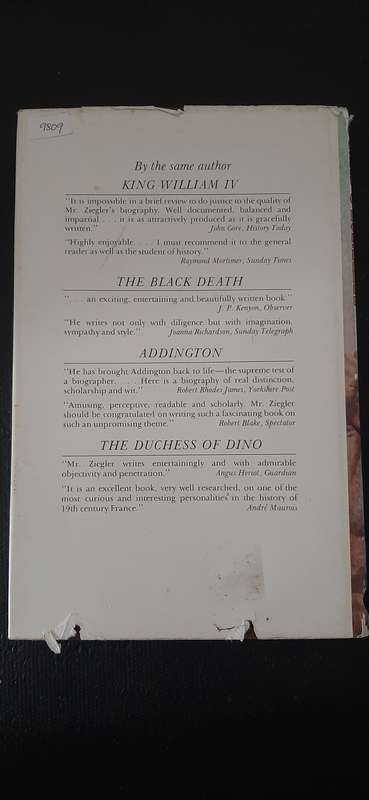 9809
By the same author
KING WILLIAM IV
"It is impossible in a brief review to do justice to the quality of
Mr. Ziegler's biography. Well documented, balanced and
impartial . . . it is as attractively produced as it is gracefully
written." John Gore, History Today
"Highly enjoyable. . . . I must recommend it to the general
reader as well as the student of history."
Raymond Mortimer, Sunday Times
THE BLACK DEATH
". . . . an exciting, entertaining and beautifully written book."
J. P. Kenyon, Observer
"He writes not only with diligence but with imagination,
sympathy and style." Joanna Richardson, Sunday Telegraph
ADDINGTON
"He has brought Addington back to life—the supreme test of
a biographer. . . . . Here is a biography of real distinction,
scholarship and wit." Robert Rhodes James, Yorkshire Post
"Amusing, perceptive, readable and scholarly. Mr. Ziegler
should be congratulated on writing such a fascinating book on
such an unpromising theme." Robert Blake, Spectator
THE DUCHESS OF DINO
"Mr. Ziegler writes entertainingly and with admirable
objectivity and penetration." Angus Heriot, Guardian
"It is an excellent book, very well researched, on one of the
most curious and interesting personalities in the history of
19th century France." André Maurois